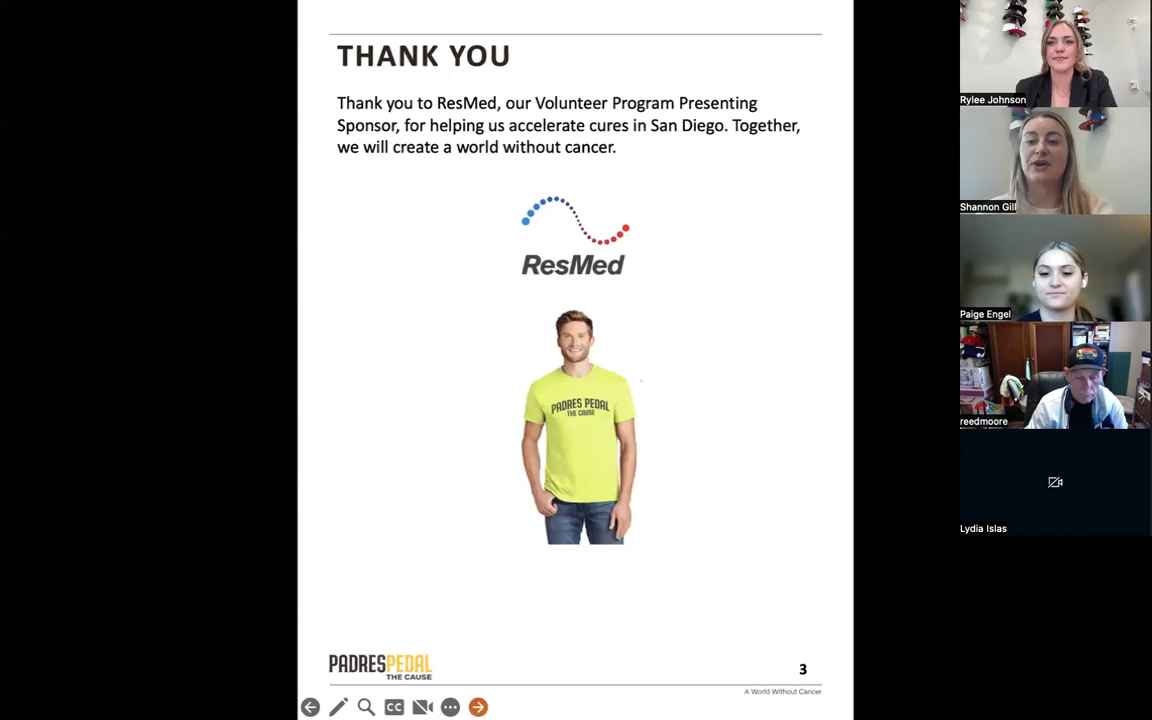 THANK YOU
Thank you to ResMed, our Volunteer Program Presenting
Sponsor, for helping us accelerate cures in San Diego. Together,
we will create a world without cancer.
ResMed
PADRES PEDAL
THE CAUSE
PADRESPEDAL
THE CAUSE
3
A World Without Cancer
CC
Rylee Johnson
Shannon Gill
Paige Engel
reedmoore
Lydia Islas